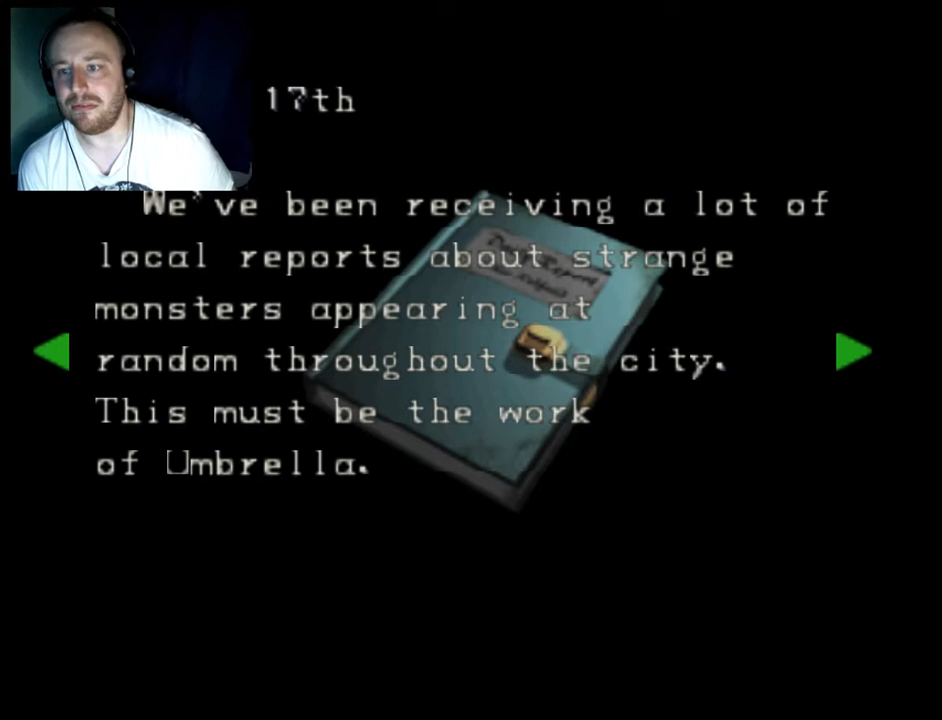 17th
We've been receiving a lot of
local reports about strange
monsters appearing at
random throughout the city.
This must be the work
of Umbrella.